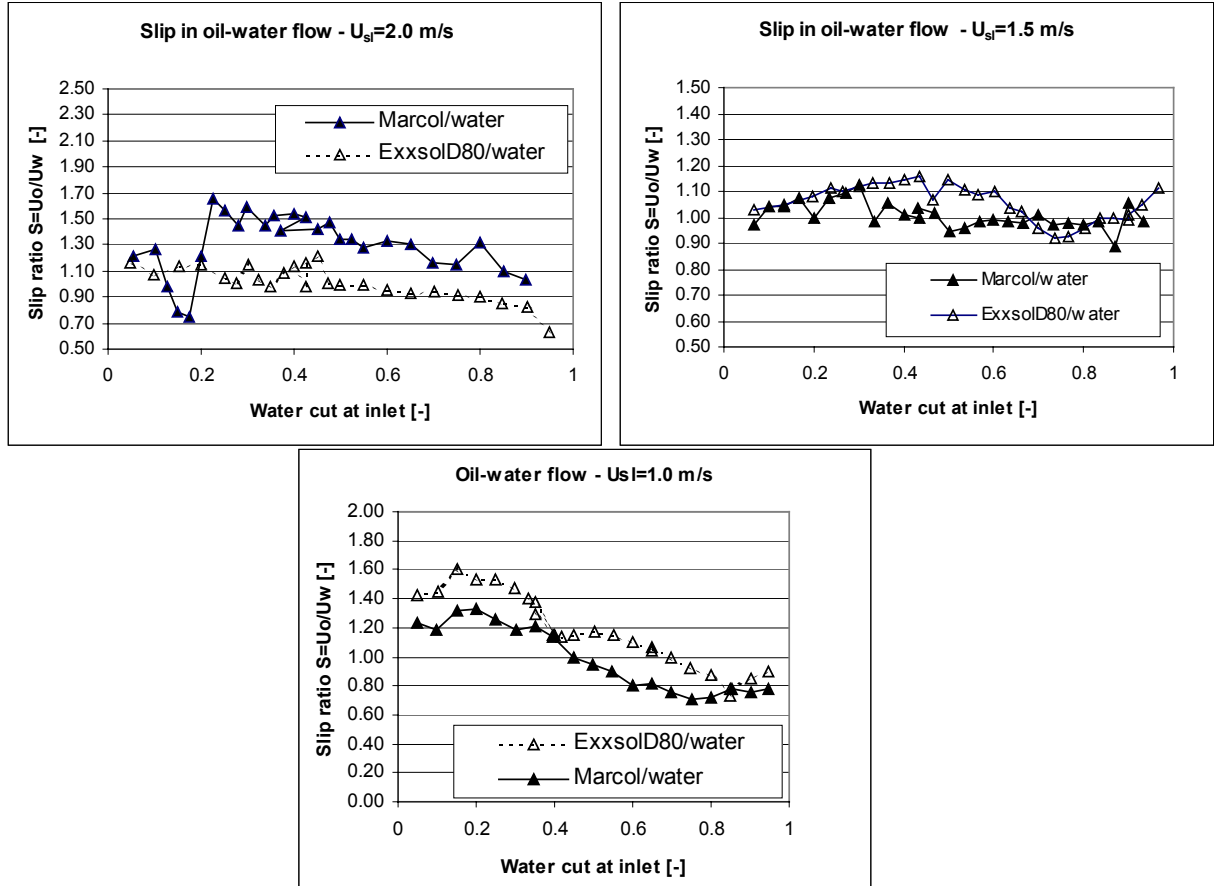 Slip in oil-water flow - Usl=2.0 m/s
Slip ratio S=Uo/Uw [-]
2.50
2.30
2.10
1.90
1.70
1.50
1.30
1.10
0.90
0.70
0.50
Marcol/water
ExxsolD80/water
0 0.2 0.4 0.6 0.8 1
Water cut at inlet [-]
Slip in oil-water flow - Usl=1.5 m/s
Slip ratio S=Uo/Uw [-]
1.50
1.40
1.30
1.20
1.10
1.00
0.90
0.80
0.70
0.60
0.50
Marcol/water
ExxsolD80/water
0 0.2 0.4 0.6 0.8 1
Water cut at inlet [-]
Oil-water flow - Usl=1.0 m/s
Slip ratio S=Uo/Uw [-]
2.00
1.80
1.60
1.40
1.20
1.00
0.80
0.60
0.40
0.20
0.00
ExxsolD80/water
Marcol/water
0 0.2 0.4 0.6 0.8 1
Water cut at inlet [-]